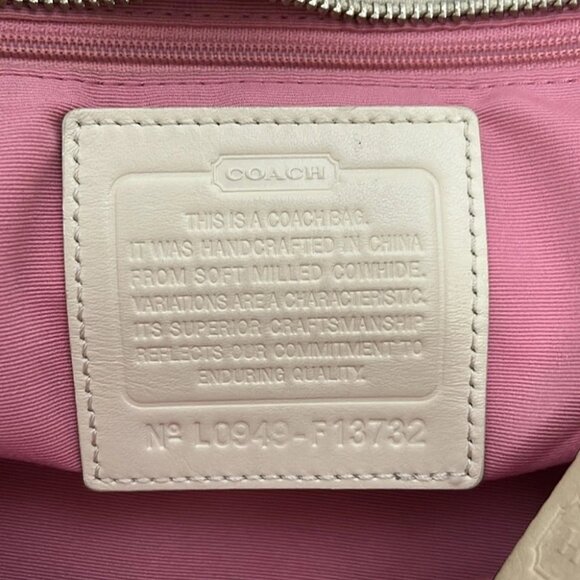 COACH
THIS IS A COACH BAG.
IT WAS HANDCRAFTED IN CHINA
FROM SOFT MILLED COWHIDE.
VARIATIONS ARE A CHARACTERISTIC.
ITS SUPERIOR CRAFTSMANSHIP
REFLECTS OUR COMMITMENT TO
ENDURING QUALITY.
Nº L0949-F13732